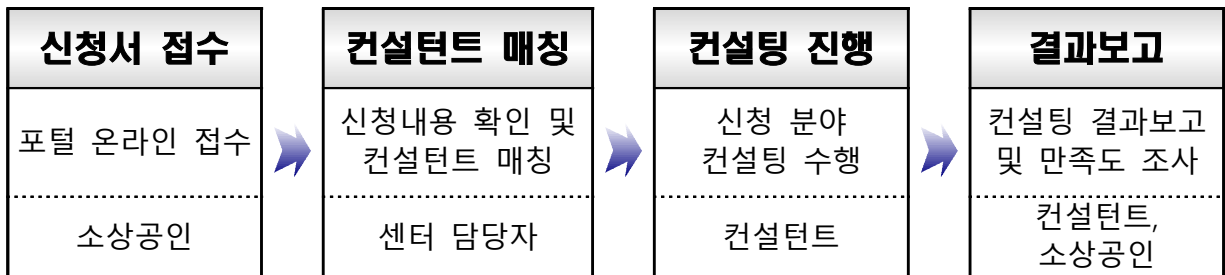 신청서 접수
포털 온라인 접수
소상공인
컨설턴트 매칭
신청내용 확인 및
컨설턴트 매칭
센터 담당자
컨설팅 진행
신청 분야
컨설팅 수행
컨설턴트
결과보고
컨설팅 결과보고
및 만족도 조사
컨설턴트,
소상공인